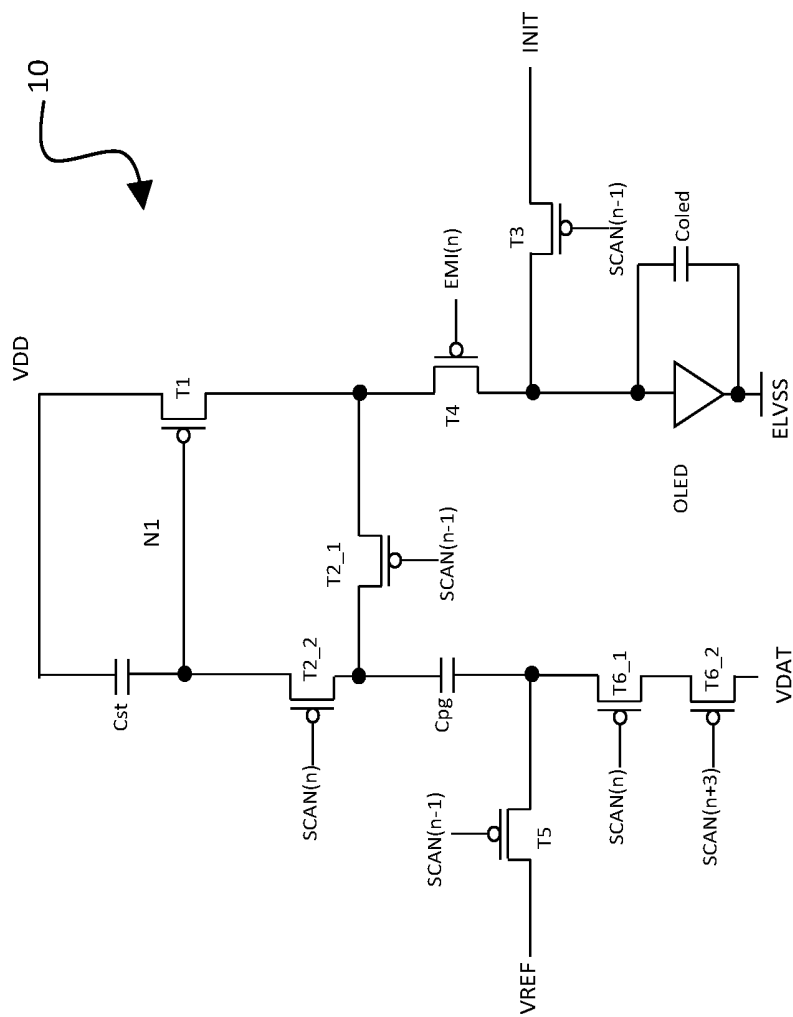 10
INIT
VDD
T1
N1
EMI(n)
T3
SCAN(n-1)
Coled
T4
T2_1
SCAN(n-1)
OLED
ELVSS
Cst
T2_2
SCAN(n)
Cpg
T6_1
T6_2
VDAT
SCAN(n)
SCAN(n+3)
SCAN(n-1)
T5
VREF